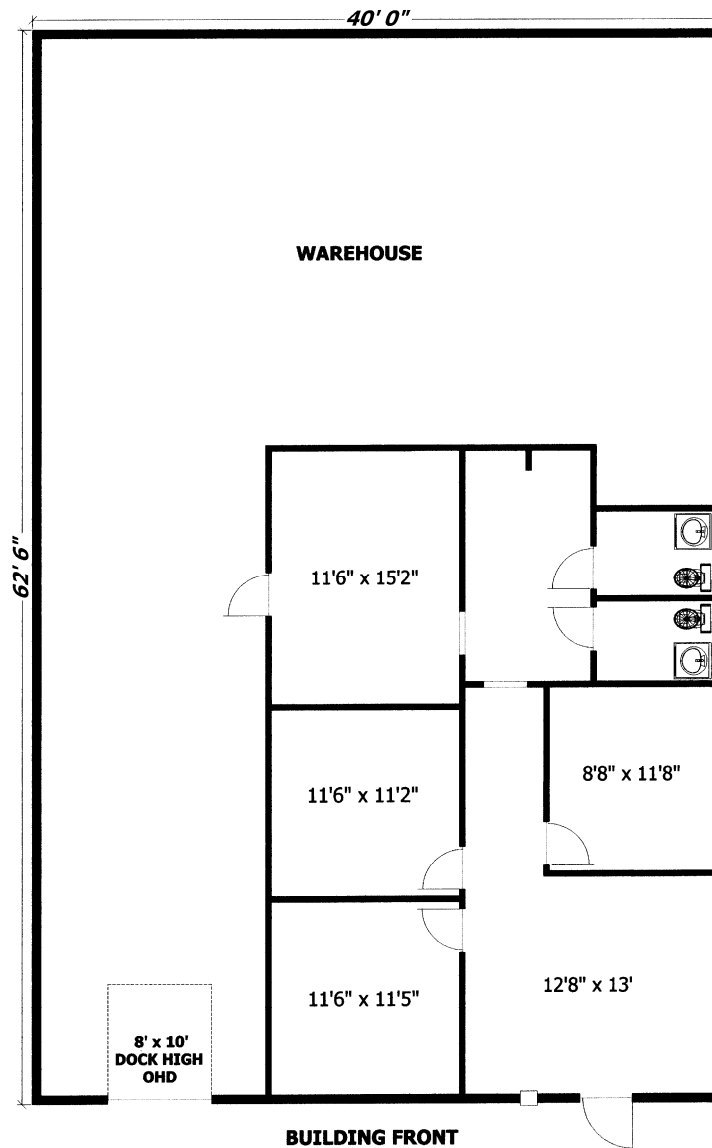 40' 0"
WAREHOUSE
62' 6"
11'6" x 15'2"
11'6" x 11'2"
8'8" x 11'8"
11'6" x 11'5"
12'8" x 13'
8' x 10'
DOCK HIGH
OHD
BUILDING FRONT